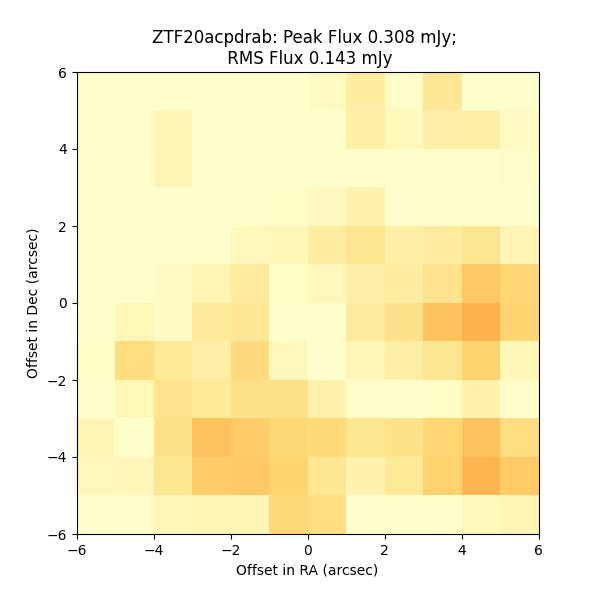 ZTF20acpdrab: Peak Flux 0.308 mJy;
RMS Flux 0.143 mJy
6
4
2
0
−2
−4
−6
Offset in Dec (arcsec)
−6 −4 −2 0 2 4 6
Offset in RA (arcsec)